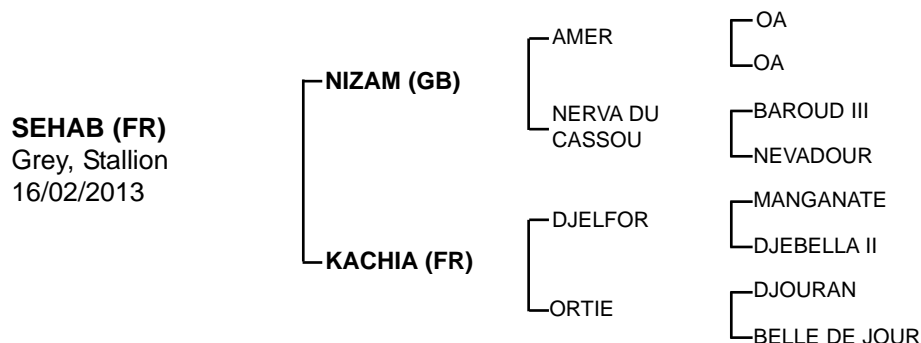 SEHAB (FR)
Grey, Stallion
16/02/2013
NIZAM (GB)
KACHIA (FR)
AMER
NERVA DU
CASSOU
DJELFOR
ORTIE
OA
OA
BAROUD III
NEVADOUR
MANGANATE
DJEBELLA II
DJOURAN
BELLE DE JOUR